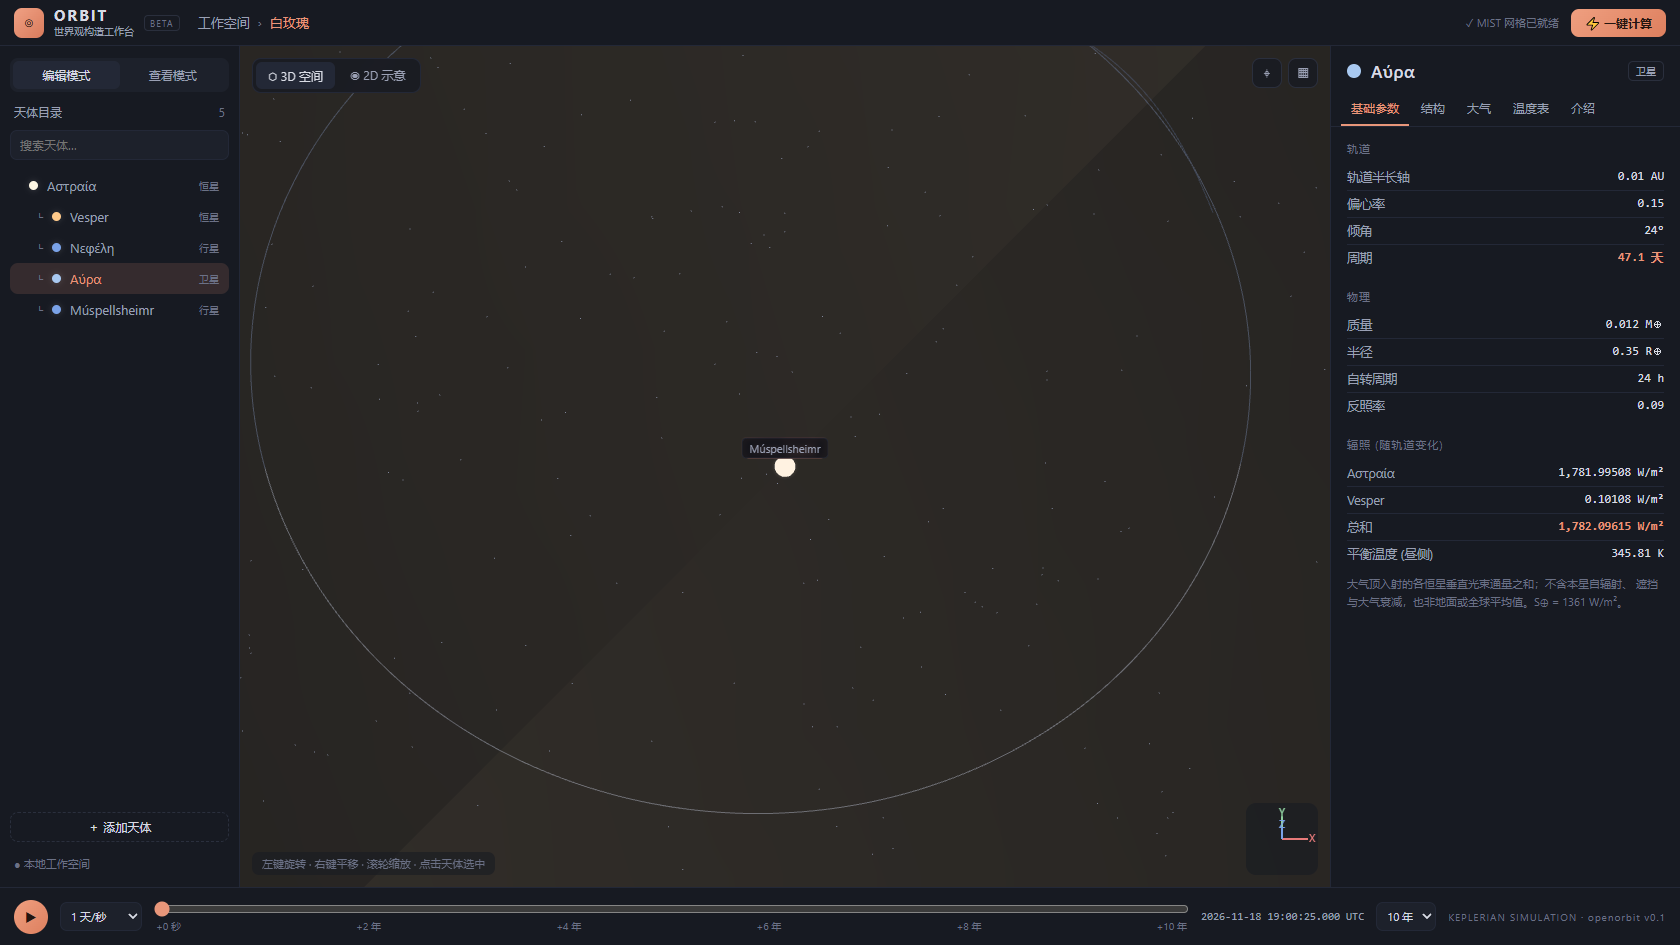 ORBIT
世界观构造工作台
BETA
工作空间 › 白玫瑰
✓ MIST 网格已就绪
⚡一键计算
编辑模式
查看模式
天体目录
5
搜索天体...
Αστραία
恒星
└ Vesper
恒星
└ Νεφέλη
行星
└ Αύρα
卫星
└ Múspellsheimr
行星
+ 添加天体
本地工作空间
3D 空间
2D 示意
Múspellsheimr
左键旋转 · 右键平移 · 滚轮缩放 · 点击天体选中
Y
Z
X
Αύρα
卫星
基础参数
结构
大气
温度表
介绍
轨道
轨道半长轴
0.01 AU
偏心率
0.15
倾角
24°
周期
47.1 天
物理
质量
0.012 M⊕
半径
0.35 R⊕
自转周期
24 h
反照率
0.09
辐照 (随轨道变化)
Αστραία
1,781.99508 W/m²
Vesper
0.10108 W/m²
总和
1,782.09615 W/m²
平衡温度 (昼侧)
345.81 K
大气顶入射的各恒星垂直光束通量之和；不含本星自辐射、 遮挡
与大气衰减，也非地面或全球平均值。S⊕ = 1361 W/m²。
1 天/秒
+0 秒
+2 年
+4 年
+6 年
+8 年
+10 年
2026-11-18 19:00:25.000 UTC
10 年
KEPLERIAN SIMULATION · openorbit v0.1